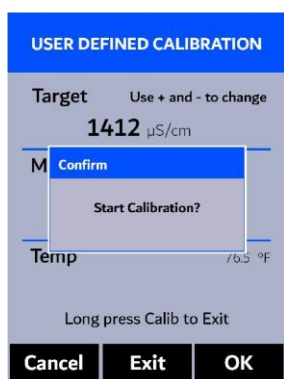 USER DEFINED CALIBRATION
Target Use + and - to change
1412 µS/cm
M
Confirm
Start Calibration?
Temp 76.5 °F
Long press Calib to Exit
Cancel Exit OK